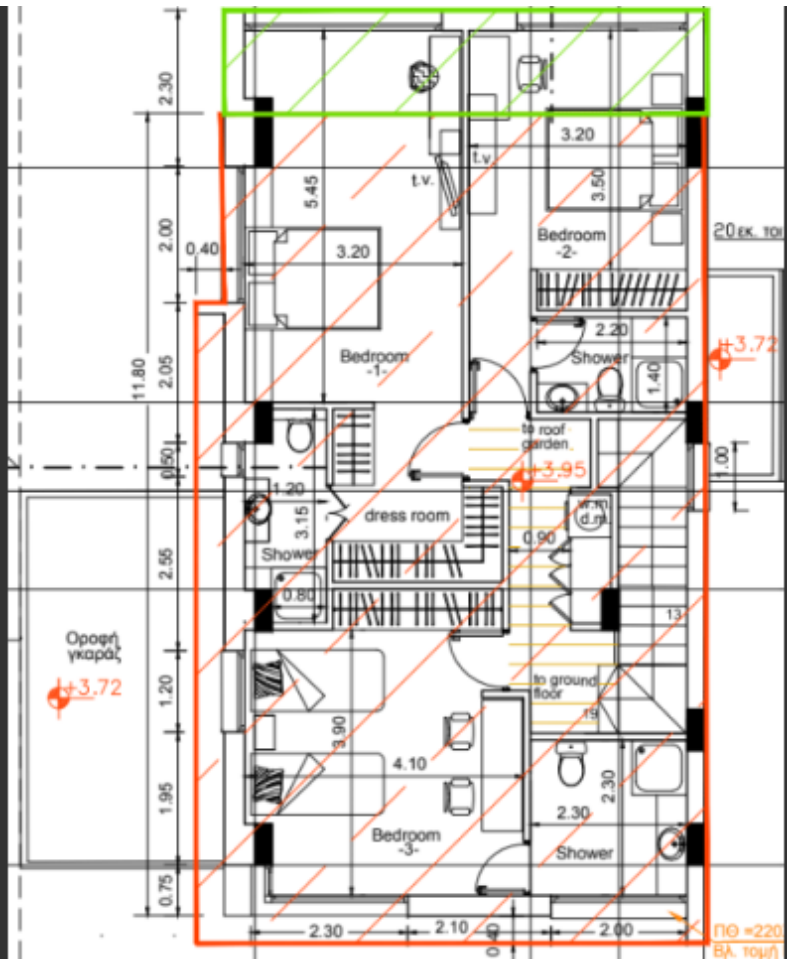 2.30
5.45
t.v.
t.v.
3.20
3.50
Bedroom
-2-
20 εκ. τοι
2.00
0.40
3.20
11.80
Bedroom
-1-
2.20
Shower
1.40
+3.72
2.05
to roof
garden
+3.95
0.50
1.00
1.20
3.15
dress room
w.m.
d.m.
0.90
Shower
2.55
0.80
13
Οροφή
γκαράζ
+3.72
1.20
to ground
floor
19
3.90
4.10
2.30
2.30
1.95
Bedroom
-3-
Shower
0.75
2.30
2.10
0.40
2.00
ΠΘ =220
Βλ. τομή